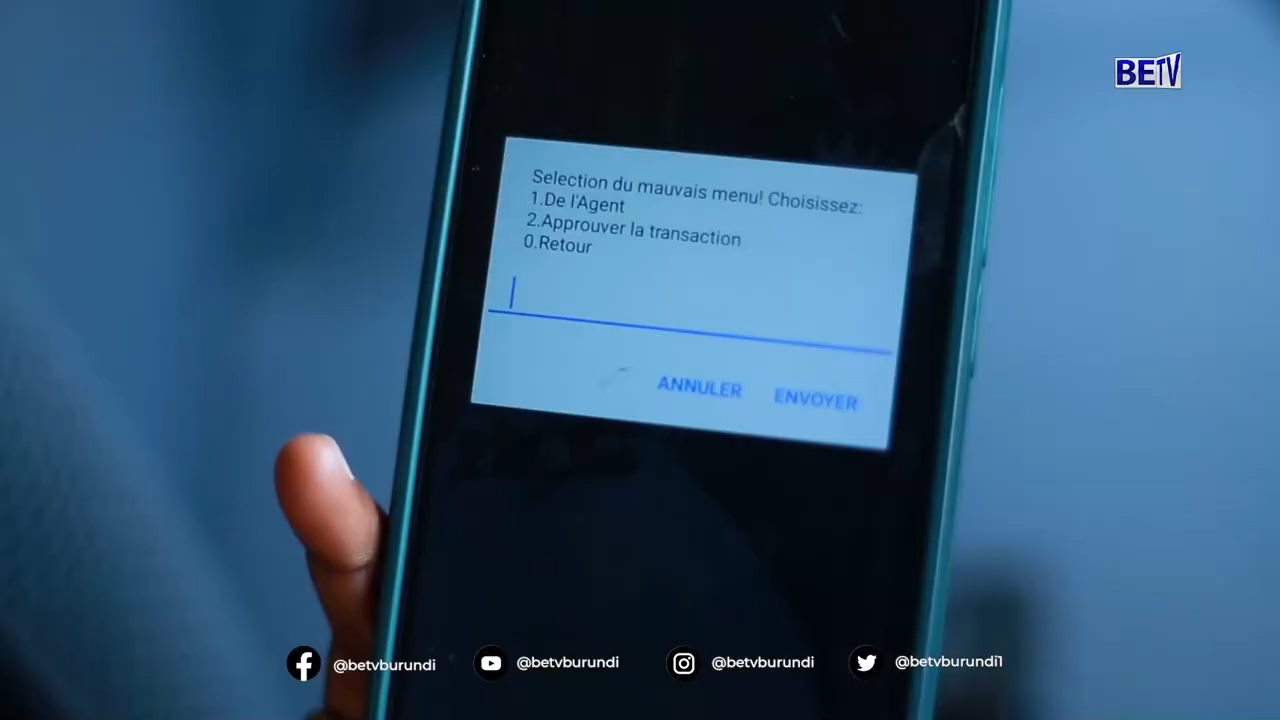 BETV
Selection du mauvais menu! Choisissez:
1.De l'Agent
2.Approuver la transaction
0.Retour
ANNULER ENVOYER
@betvburundi @betvburundi @betvburundi @betvburundi1